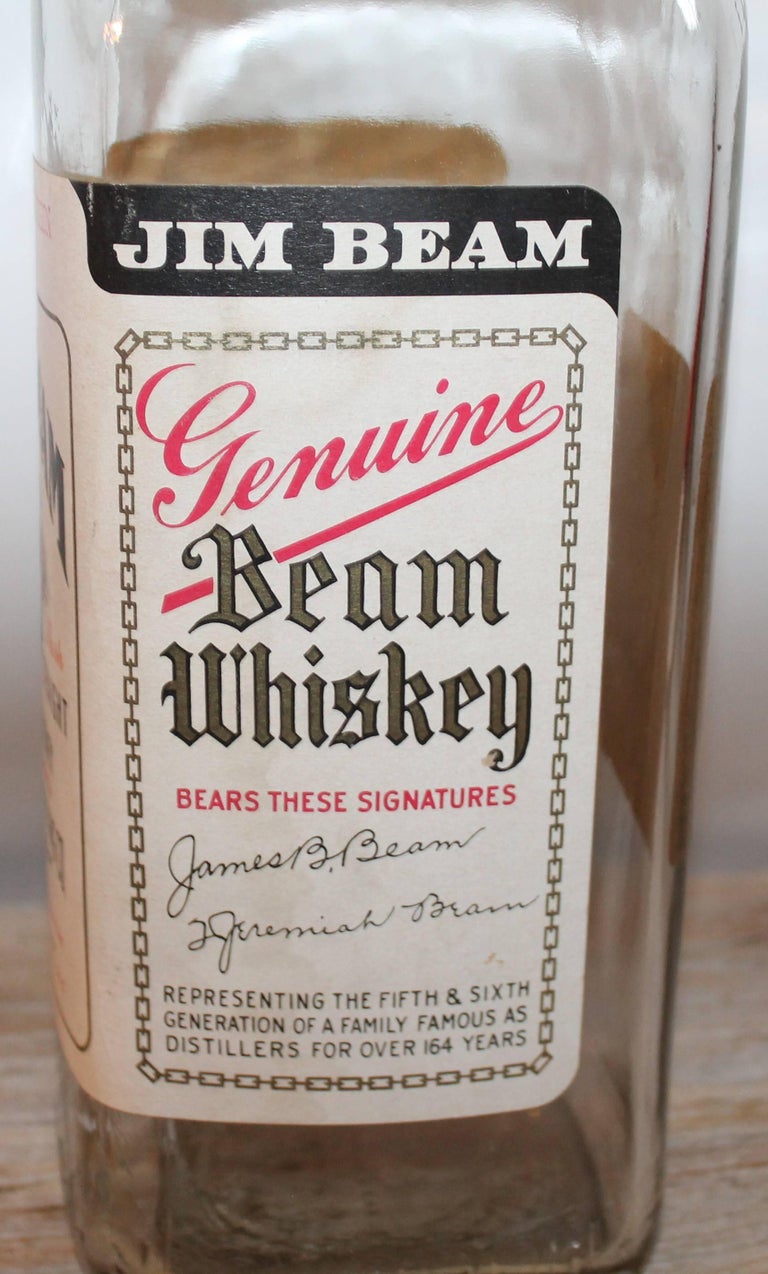 JIM BEAM
Genuine
Beam
Whiskey
BEARS THESE SIGNATURES
James B. Beam
T Jeremiah Beam
REPRESENTING THE FIFTH & SIXTH
GENERATION OF A FAMILY FAMOUS AS
DISTILLERS FOR OVER 164 YEARS